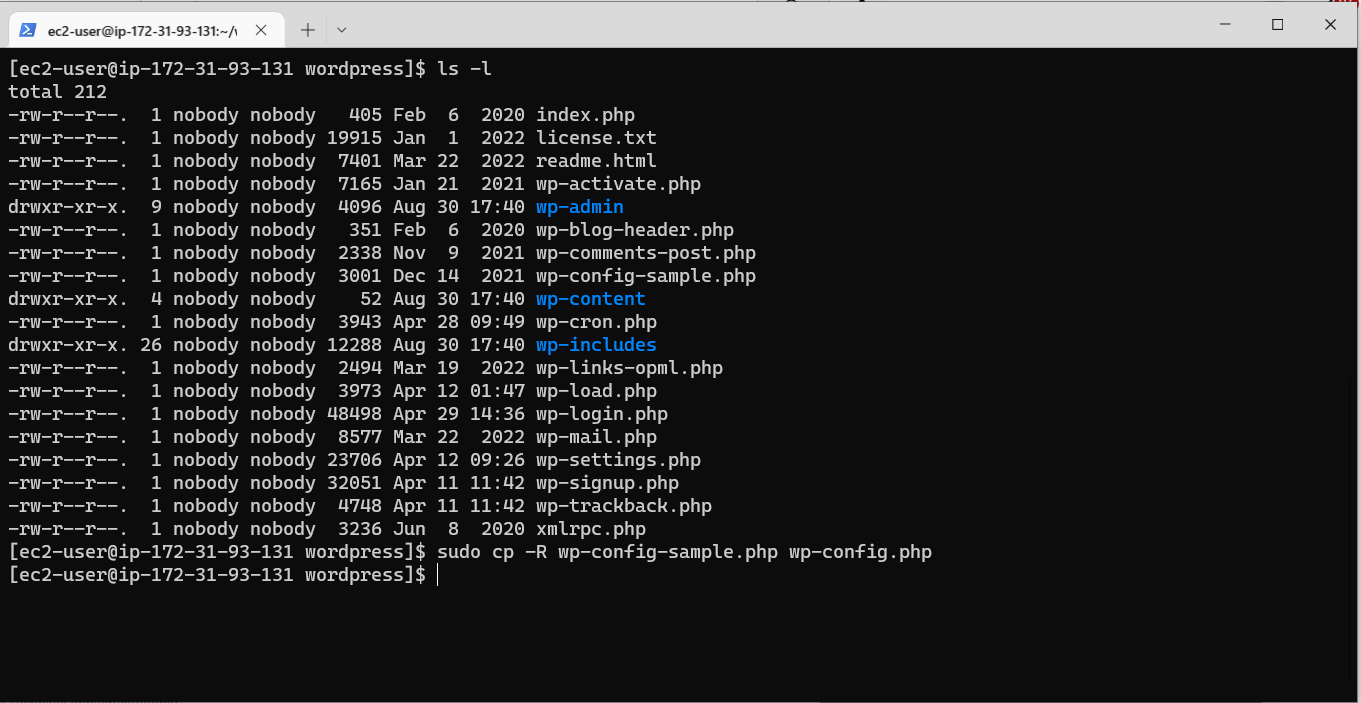 ec2-user@ip-172-31-93-131:~/
[ec2-user@ip-172-31-93-131 wordpress]$ ls -l
total 212
-rw-r--r--.  1 nobody nobody   405 Feb  6  2020 index.php
-rw-r--r--.  1 nobody nobody 19915 Jan  1  2022 license.txt
-rw-r--r--.  1 nobody nobody  7401 Mar 22  2022 readme.html
-rw-r--r--.  1 nobody nobody  7165 Jan 21  2021 wp-activate.php
drwxr-xr-x.  9 nobody nobody  4096 Aug 30 17:40 wp-admin
-rw-r--r--.  1 nobody nobody   351 Feb  6  2020 wp-blog-header.php
-rw-r--r--.  1 nobody nobody  2338 Nov  9  2021 wp-comments-post.php
-rw-r--r--.  1 nobody nobody  3001 Dec 14  2021 wp-config-sample.php
drwxr-xr-x.  4 nobody nobody    52 Aug 30 17:40 wp-content
-rw-r--r--.  1 nobody nobody  3943 Apr 28 09:49 wp-cron.php
drwxr-xr-x. 26 nobody nobody 12288 Aug 30 17:40 wp-includes
-rw-r--r--.  1 nobody nobody  2494 Mar 19  2022 wp-links-opml.php
-rw-r--r--.  1 nobody nobody  3973 Apr 12 01:47 wp-load.php
-rw-r--r--.  1 nobody nobody 48498 Apr 29 14:36 wp-login.php
-rw-r--r--.  1 nobody nobody  8577 Mar 22  2022 wp-mail.php
-rw-r--r--.  1 nobody nobody 23706 Apr 12 09:26 wp-settings.php
-rw-r--r--.  1 nobody nobody 32051 Apr 11 11:42 wp-signup.php
-rw-r--r--.  1 nobody nobody  4748 Apr 11 11:42 wp-trackback.php
-rw-r--r--.  1 nobody nobody  3236 Jun  8  2020 xmlrpc.php
[ec2-user@ip-172-31-93-131 wordpress]$ sudo cp -R wp-config-sample.php wp-config.php
[ec2-user@ip-172-31-93-131 wordpress]$